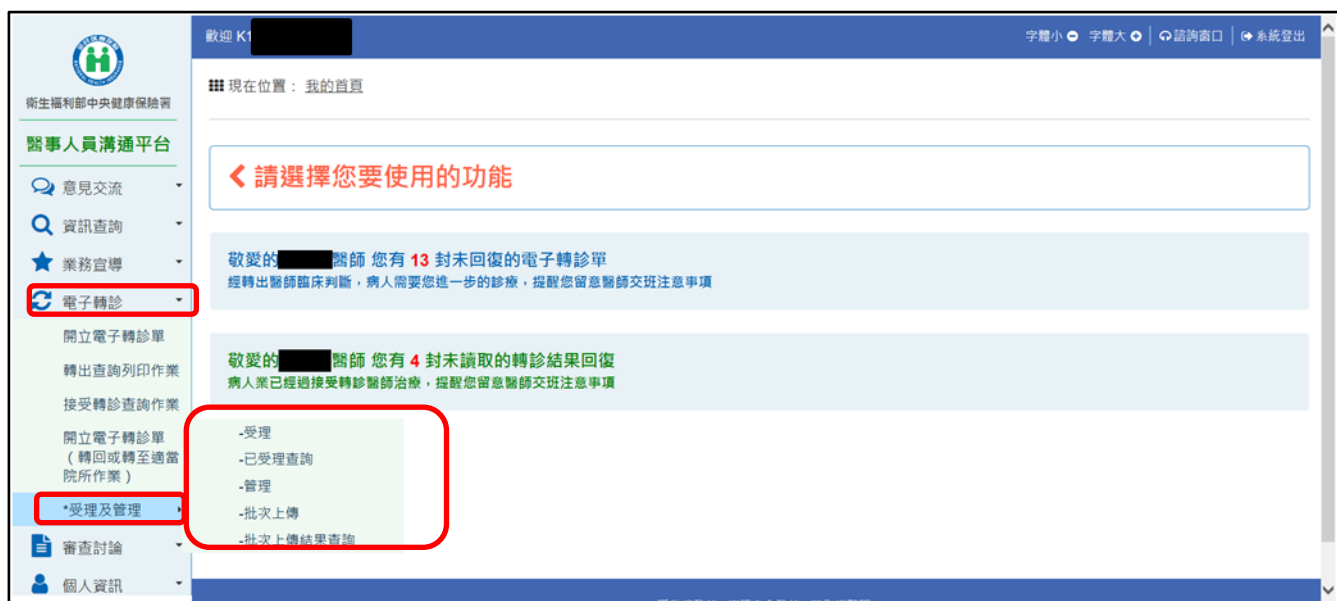 歡迎 K1
字體小 字體大 諮詢窗口 系統登出
衛生福利部中央健康保險署
醫事人員溝通平台
意見交流
資訊查詢
業務宣導
電子轉診
開立電子轉診單
轉出查詢列印作業
接受轉診查詢作業
開立電子轉診單
(轉回或轉至適當
院所作業)
*受理及管理
審查討論
個人資訊
現在位置: 我的首頁
請選擇您要使用的功能
敬愛的 醫師 您有 13 封未回復的電子轉診單
經轉出醫師臨床判斷,病人需要您進一步的診療,提醒您留意醫師交班注意事項
敬愛的 醫師 您有 4 封未讀取的轉診結果回復
病人業已經過接受轉診醫師治療,提醒您留意醫師交班注意事項
-受理
-已受理查詢
-管理
-批次上傳
-批次上傳結果查詢